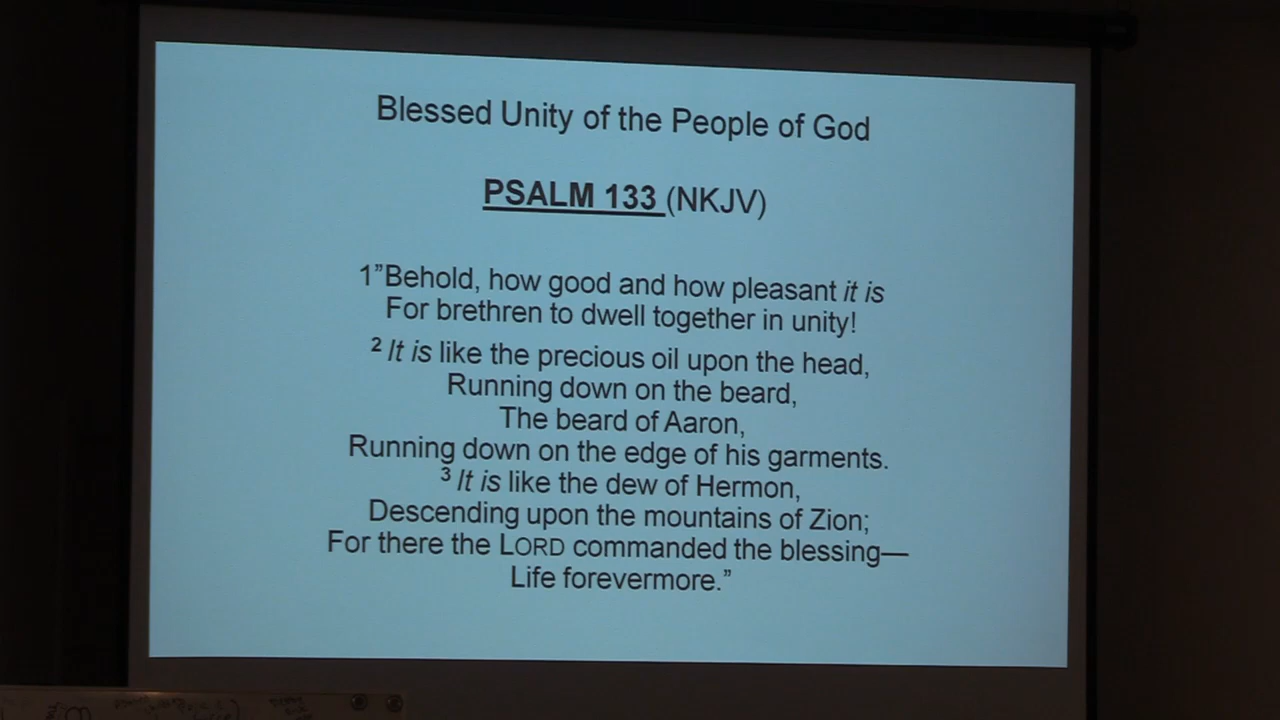 Blessed Unity of the People of God
PSALM 133 (NKJV)
1”Behold, how good and how pleasant it is
For brethren to dwell together in unity!
2 It is like the precious oil upon the head,
Running down on the beard,
The beard of Aaron,
Running down on the edge of his garments.
3 It is like the dew of Hermon,
Descending upon the mountains of Zion;
For there the LORD commanded the blessing—
Life forevermore.”